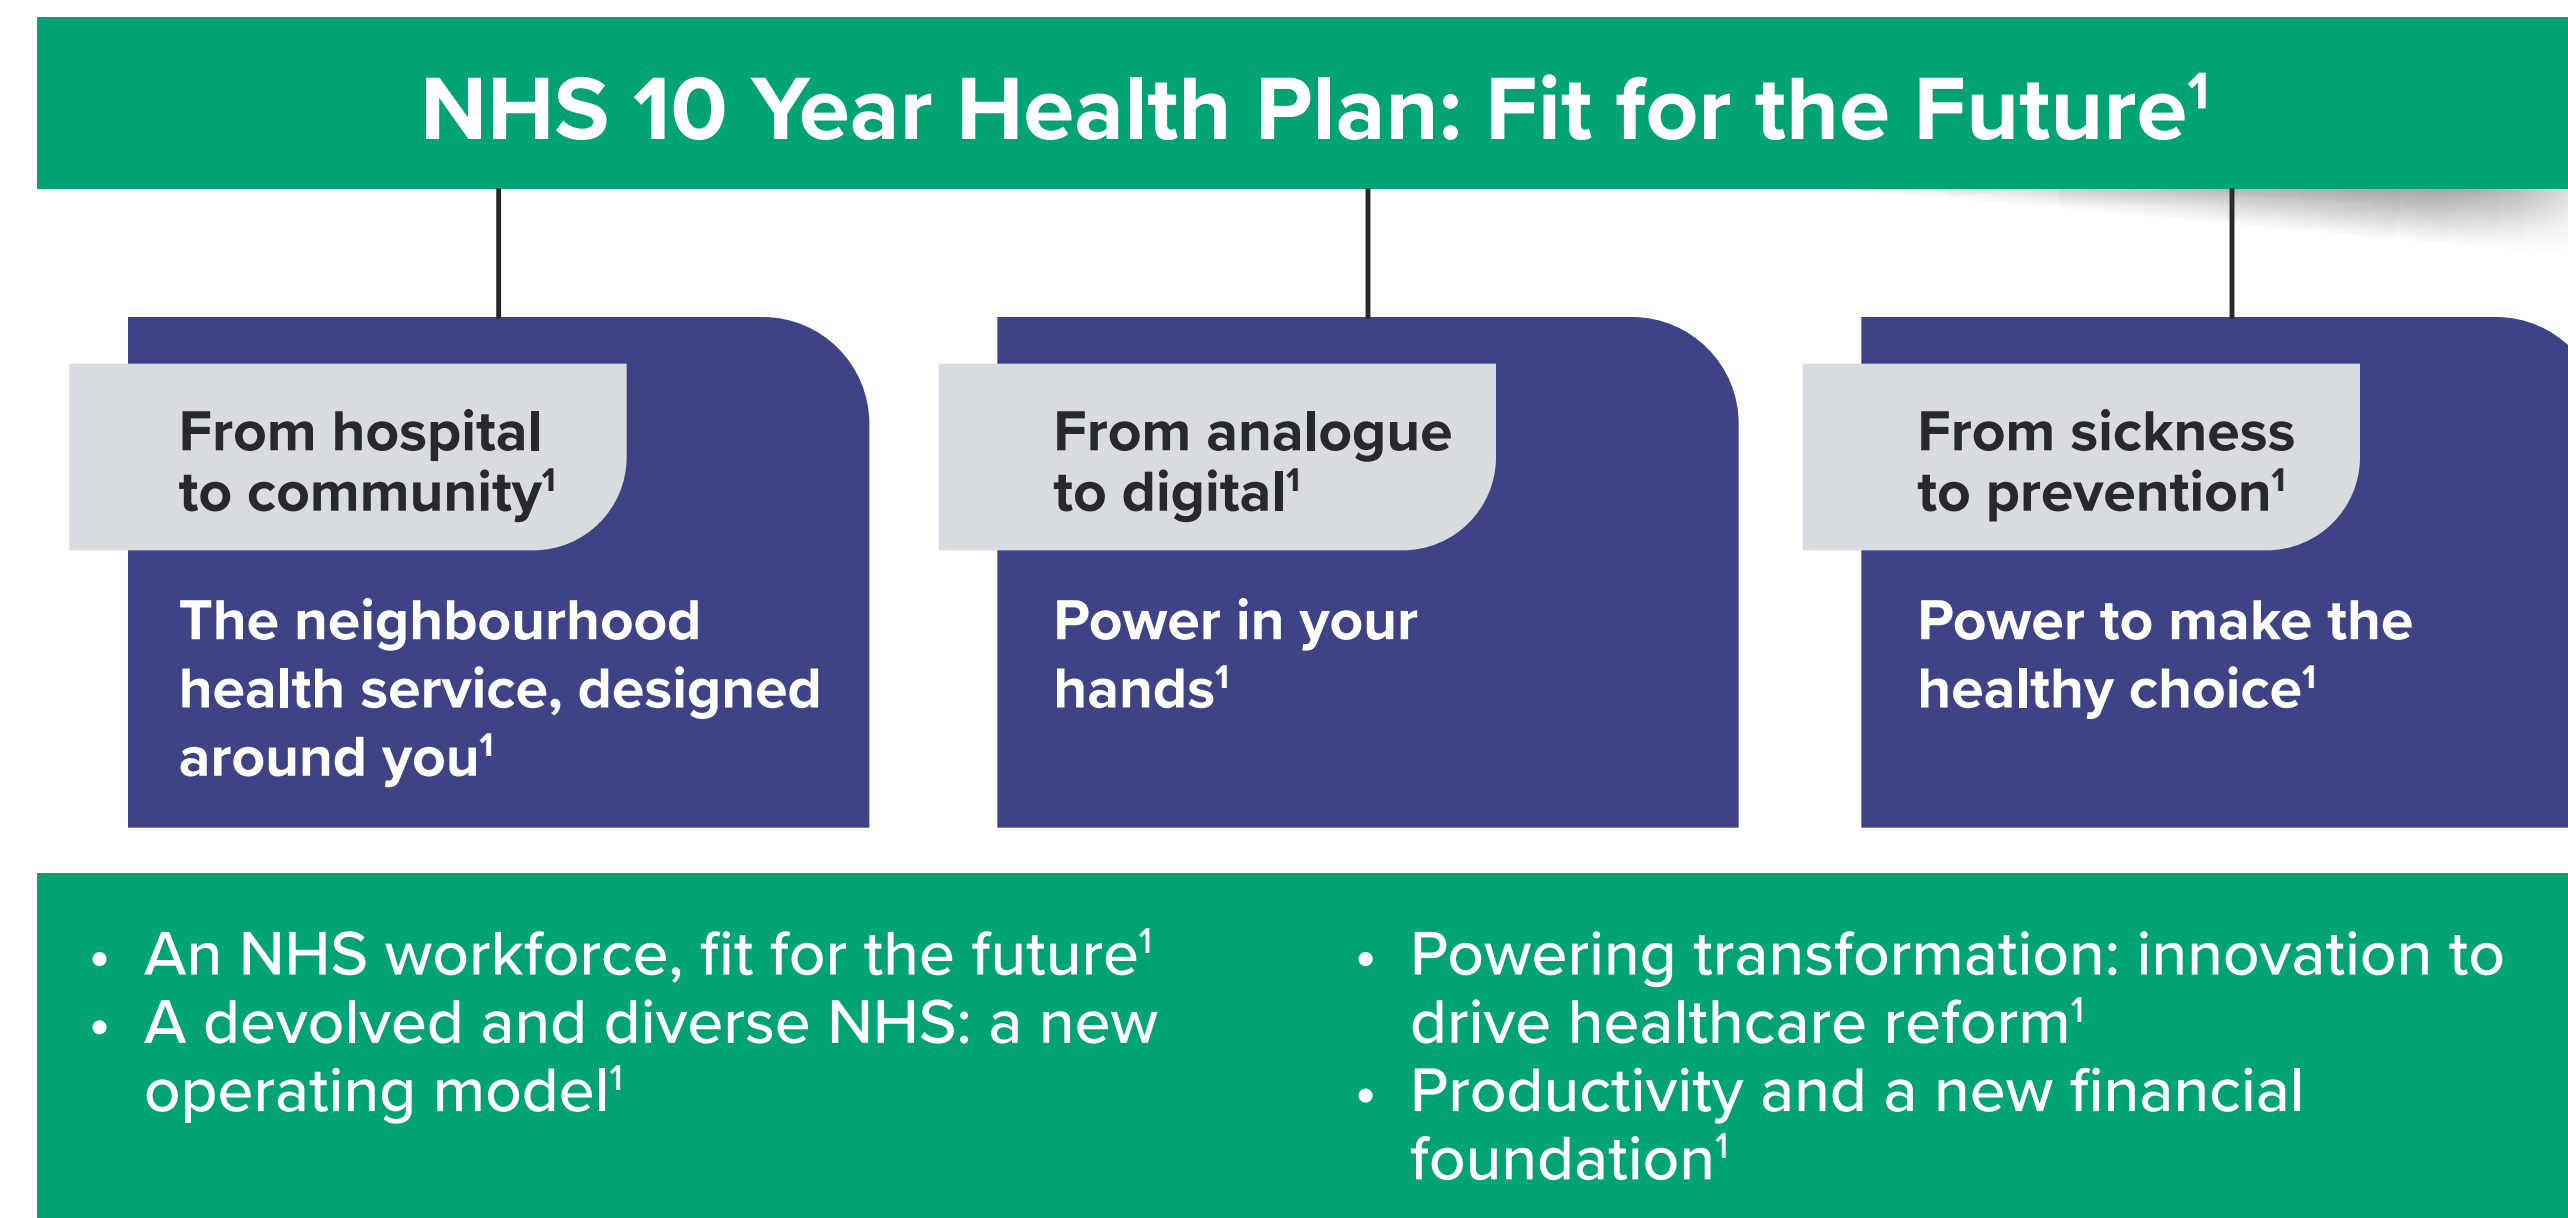 NHS 10 Year Health Plan: Fit for the Future¹
From hospital
to community¹
The neighbourhood
health service, designed
around you¹
From analogue
to digital¹
Power in your
hands¹
From sickness
to prevention¹
Power to make the
healthy choice¹
• An NHS workforce, fit for the future¹
• A devolved and diverse NHS: a new
operating model¹
• Powering transformation: innovation to
drive healthcare reform¹
• Productivity and a new financial
foundation¹